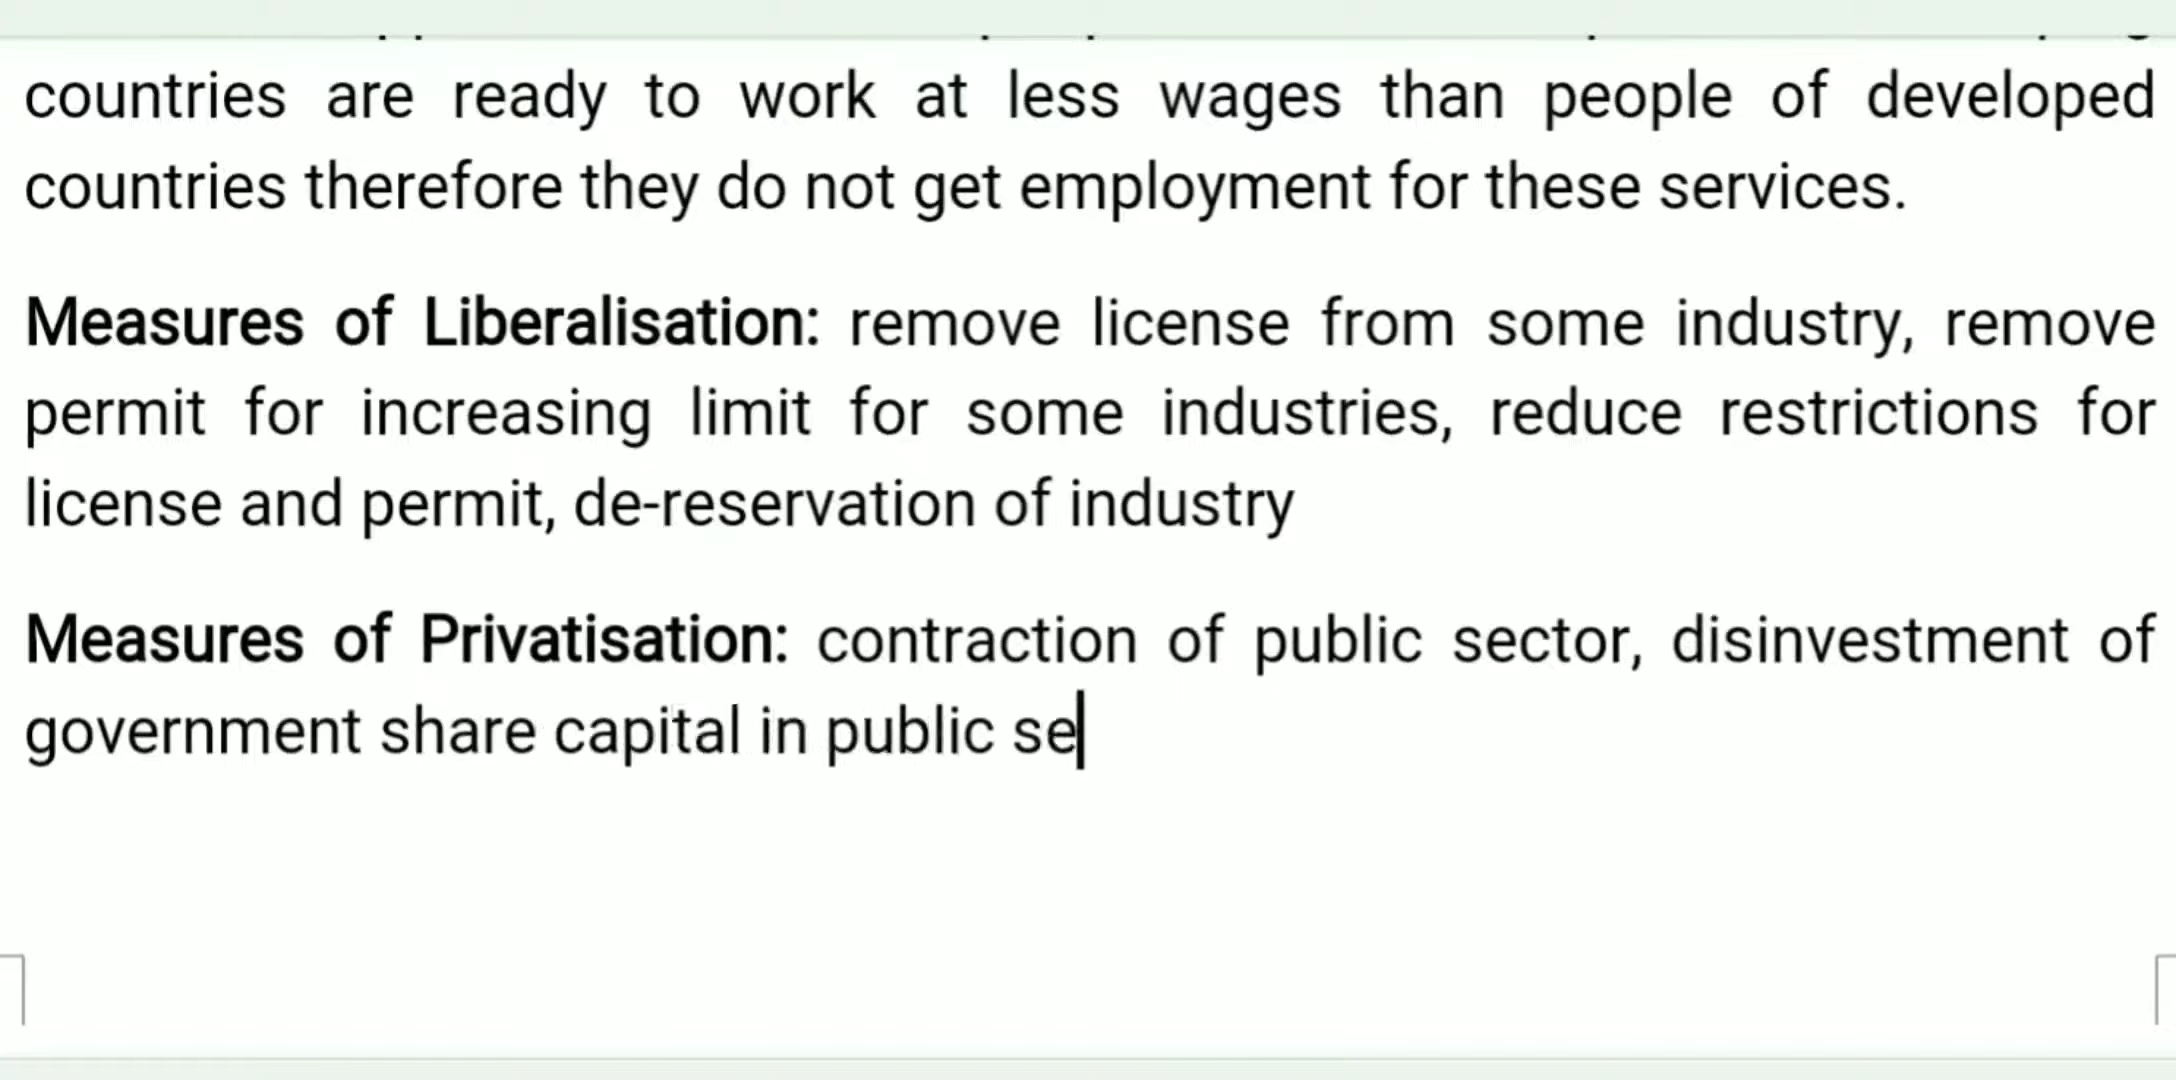 countries are ready to work at less wages than people of developed
countries therefore they do not get employment for these services.
Measures of Liberalisation: remove license from some industry, remove
permit for increasing limit for some industries, reduce restrictions for
license and permit, de-reservation of industry
Measures of Privatisation: contraction of public sector, disinvestment of
government share capital in public se